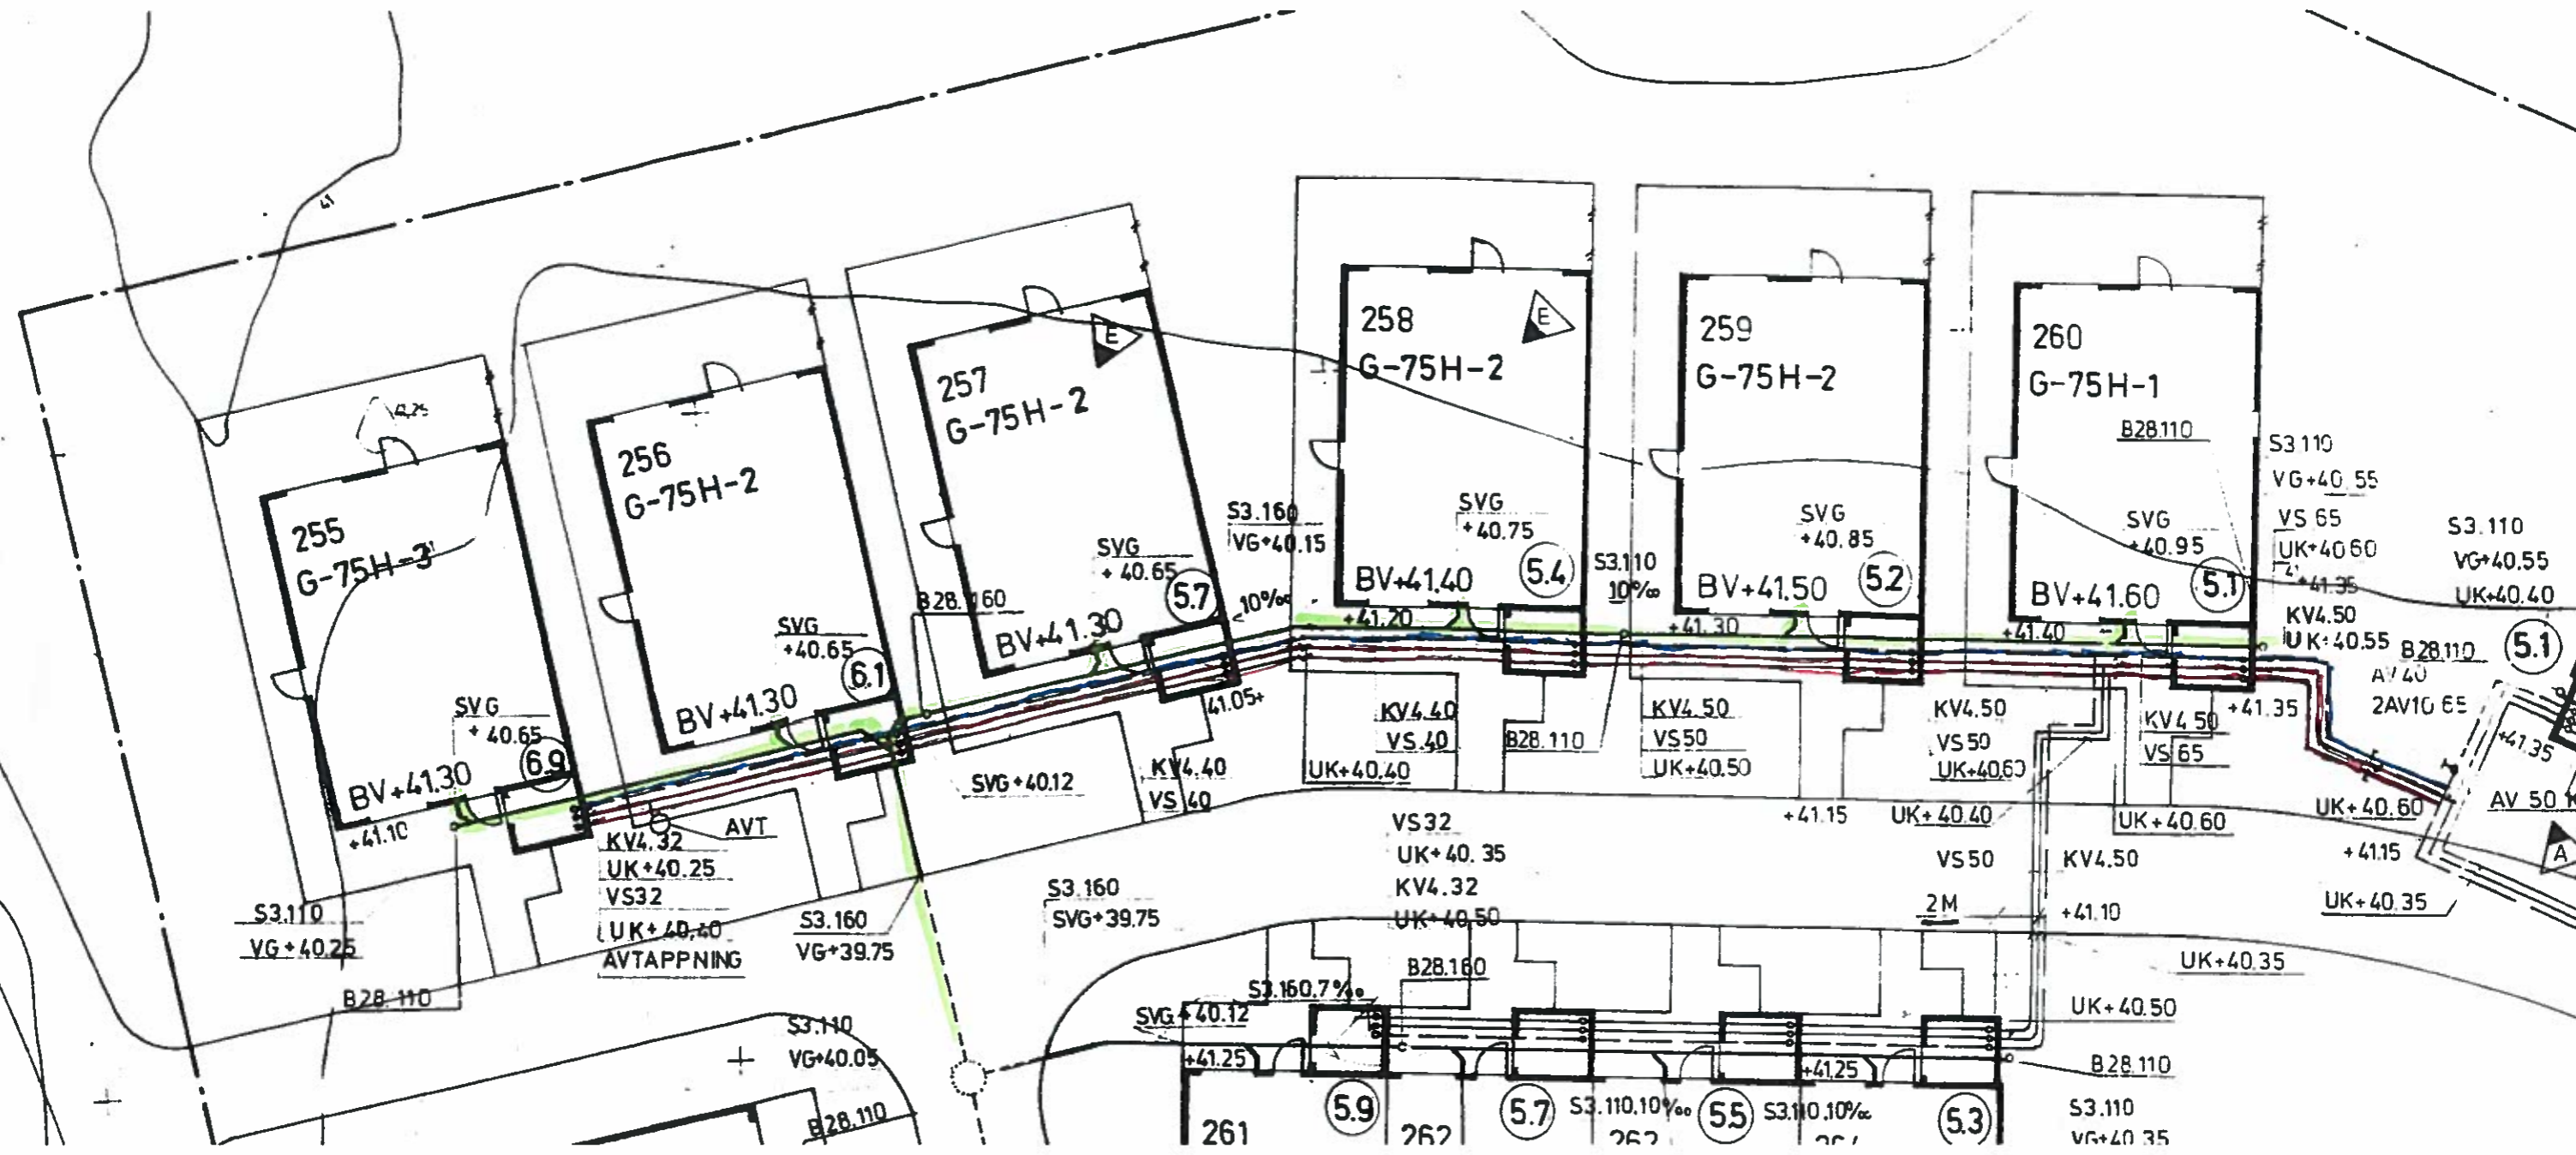 41
41,25
255
G-75H-3
SVG
+40.65
6.9
BV+41.30
+41.10
256
G-75H-2
SVG
+40.65
6.1
BV+41.30
257
G-75H-2
E
SVG
+40.65
5.7
BV+41.30
B28.160
S3.160
VG+40.15
10‰
258
G-75H-2
E
SVG
+40.75
5.4
BV+41.40
+41.20
S3.110
10‰
259
G-75H-2
SVG
+40.85
5.2
BV+41.50
+41.30
260
G-75H-1
B28.110
SVG
+40.95
5.1
BV+41.60
+41.40
S3.110
VG+40.55
VS 65
UK+40.60
41
+41.35
KV4.50
UK+40.55
S3.110
VG+40.55
UK+40.40
B28.110
5.1
AV 40
2AV10 65
+41.35
+41.35
AV 50
A
41.05+
KV4.40
VS.40
UK+40.40
B28.110
KV4.50
VS50
UK+40.50
KV4.50
VS50
UK+40.60
KV4.50
VS 65
UK+40.40
UK+40.60
UK+40.60
+41.15
+41.15
SVG+40.12
KV4.40
VS 40
AVT
KV4.32
UK+40.25
VS32
UK+40,40
AVTAPPNING
S3.110
VG+40.25
B28.110
S3.160
VG+39.75
S3.160
SVG+39.75
VS32
UK+40.35
KV4.32
UK+40.50
VS50
KV4.50
2M
+41.10
UK+40.35
UK+40.35
UK+40.50
B28.110
S3.110
VG+40.35
S3.110
VG+40.05
B28.110
S3.160.7‰
B28.160
SVG+40.12
+41.25
+41,25
5.9
5.7
S3.110,10‰
5.5
S3.110,10‰
5.3
261
262